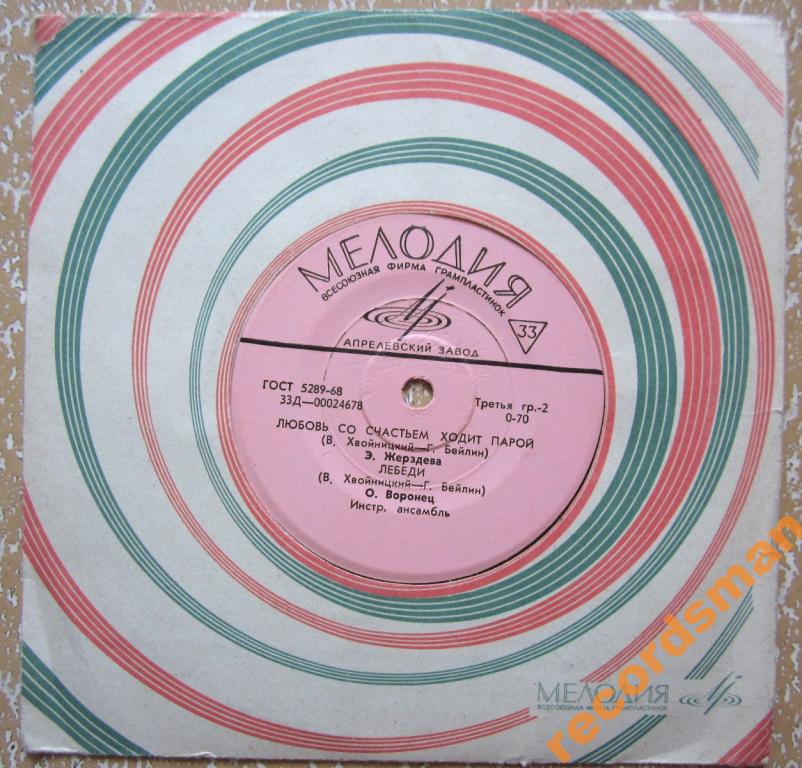 МЕЛОДИЯ
ВСЕСОЮЗНАЯ ФИРМА ГРАМПЛАСТИНОК
33
АПРЕЛЕВСКИЙ ЗАВОД
ГОСТ 5289-68
33Д—00024678
Третья гр.-2
0-70
ЛЮБОВЬ СО СЧАСТЬЕМ ХОДИТ ПАРОЙ
(В. Хвойницкий—Г. Бейлин)
Э. Жерздева
ЛЕБЕДИ
(В. Хвойницкий—Г. Бейлин)
О. Воронец
Инстр. ансамбль
МЕЛОДИЯ
ВСЕСОЮЗНАЯ ФИРМА ГРАМПЛАСТИНОК
recordsman